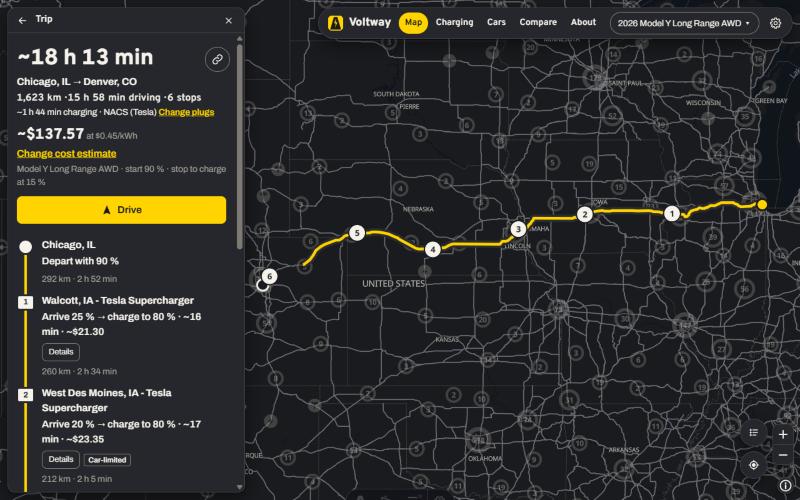 Trip
~18 h 13 min
Chicago, IL → Denver, CO
1,623 km · 15 h 58 min driving · 6 stops
~1 h 44 min charging · NACS (Tesla) Change plugs
~$137.57 at $0.45/kWh
Change cost estimate
Model Y Long Range AWD · start 90 % · stop to charge
at 15 %
Drive
Chicago, IL
Depart with 90 %
292 km · 2 h 52 min
1
Walcott, IA - Tesla Supercharger
Arrive 25 % → charge to 80 % · ~16
min · ~$21.30
Details
260 km · 2 h 34 min
2
West Des Moines, IA - Tesla
Supercharger
Arrive 20 % → charge to 80 % · ~17
min · ~$23.35
Details
Car-limited
212 km · 2 h 5 min
Voltway
Map
Charging
Cars
Compare
About
2026 Model Y Long Range AWD
MINNESOTA
SOUTH DAKOTA
PIERRE
SAINT PAUL
WISCONSIN
GREEN BAY
NEBRASKA
IOWA
OMAHA
LINCOLN
UNITED STATES
KANSAS
OKLAHOMA
ARKANSAS
1
2
3
4
5
6